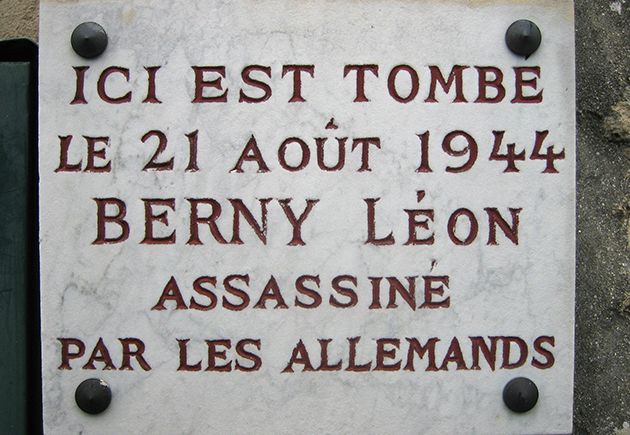 ICI EST TOMBE
LE 21 AOÛT 1944
BERNY LÉON
ASSASSINÉ
PAR LES ALLEMANDS